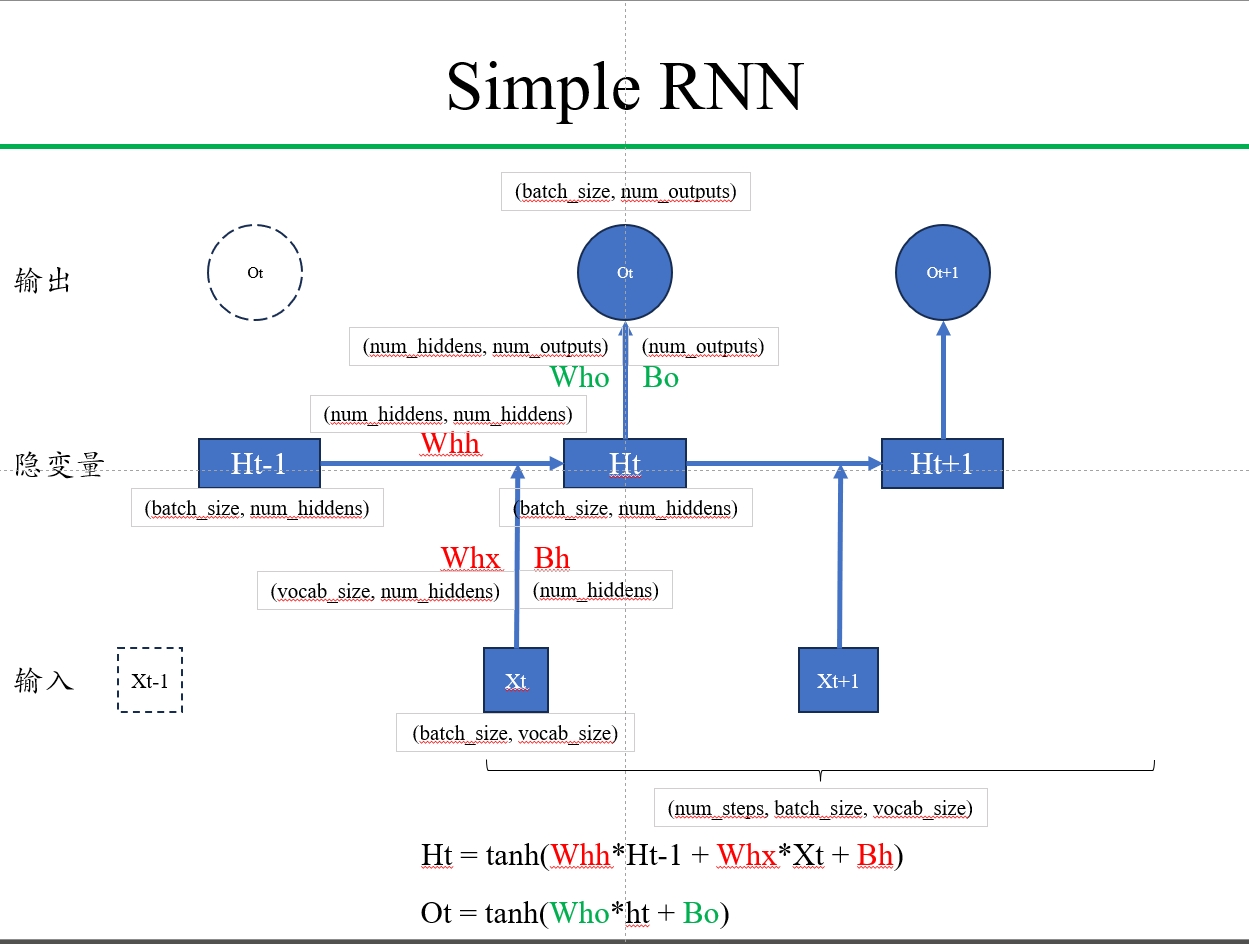 Simple RNN
(batch_size, num_outputs)
输出
Ot
Ot
Ot+1
(num_hiddens, num_outputs)
(num_outputs)
Who
Bo
(num_hiddens, num_hiddens)
Whh
隐变量
Ht-1
Ht
Ht+1
(batch_size, num_hiddens)
(batch_size, num_hiddens)
Whx
Bh
(vocab_size, num_hiddens)
(num_hiddens)
输入
Xt-1
Xt
Xt+1
(batch_size, vocab_size)
(num_steps, batch_size, vocab_size)
Ht = tanh(Whh*Ht-1 + Whx*Xt + Bh)
Ot = tanh(Who*ht + Bo)